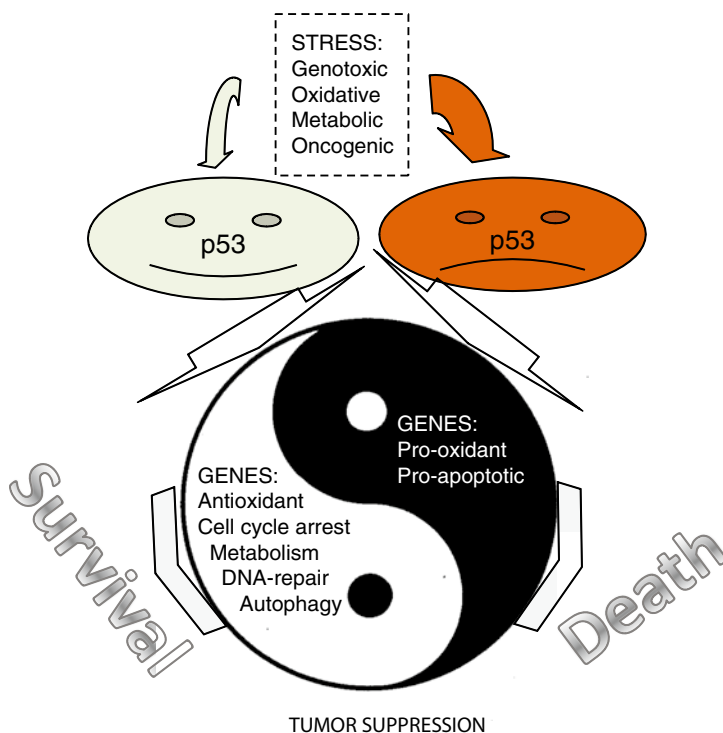 STRESS:
Genotoxic
Oxidative
Metabolic
Oncogenic
p53
p53
GENES:
Pro-oxidant
Pro-apoptotic
GENES:
Antioxidant
Cell cycle arrest
Metabolism
DNA-repair
Autophagy
Survival
Death
TUMOR SUPPRESSION